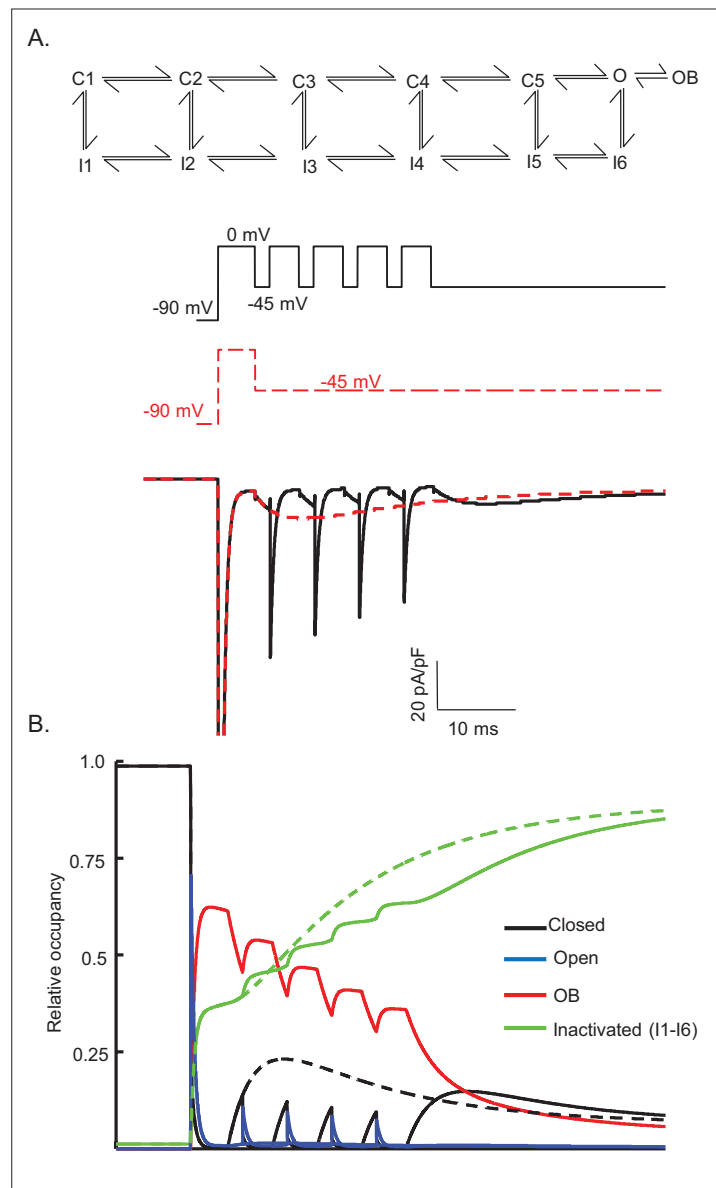 A.
C1 C2 C3 C4 C5 O OB
I1 I2 I3 I4 I5 I6
0 mV
-90 mV
-45 mV
-45 mV
-90 mV
20 pA/pF
10 ms
B.
1.0
0.75
0.5
0.25
Relative occupancy
Closed
Open
OB
Inactivated (I1-I6)